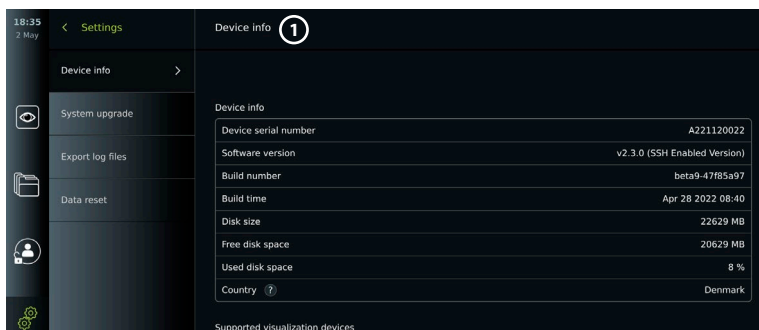 18:35
2 May
Settings
Device info
1
Device info
System upgrade
Export log files
Data reset
Device info
Device serial number A221120022
Software version v2.3.0 (SSH Enabled Version)
Build number beta9-47f85a97
Build time Apr 28 2022 08:40
Disk size 22629 MB
Free disk space 20629 MB
Used disk space 8 %
Country ? Denmark
Supported visualization devices